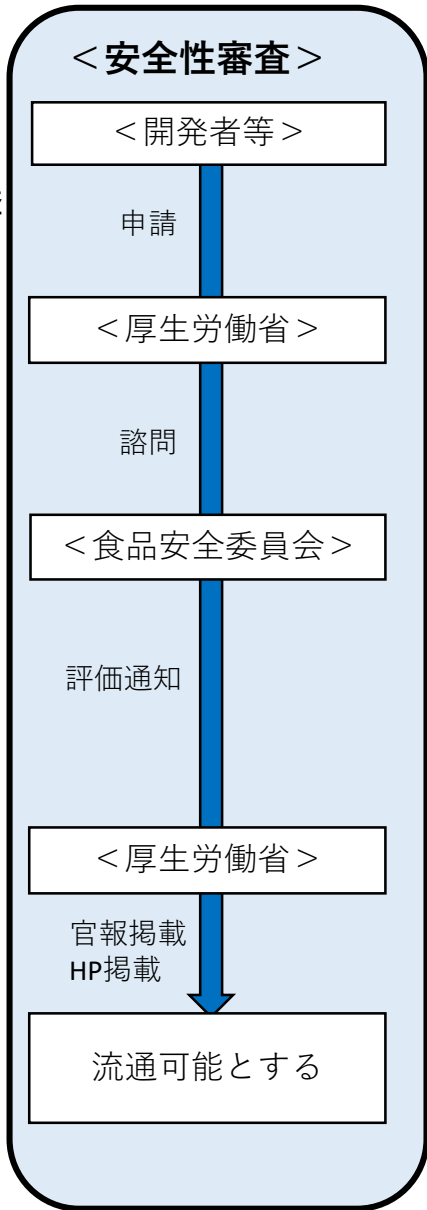 ＜安全性審査＞
＜開発者等＞
申請
＜厚生労働省＞
諮問
＜食品安全委員会＞
評価通知
＜厚生労働省＞
官報掲載
HP掲載
流通可能とする